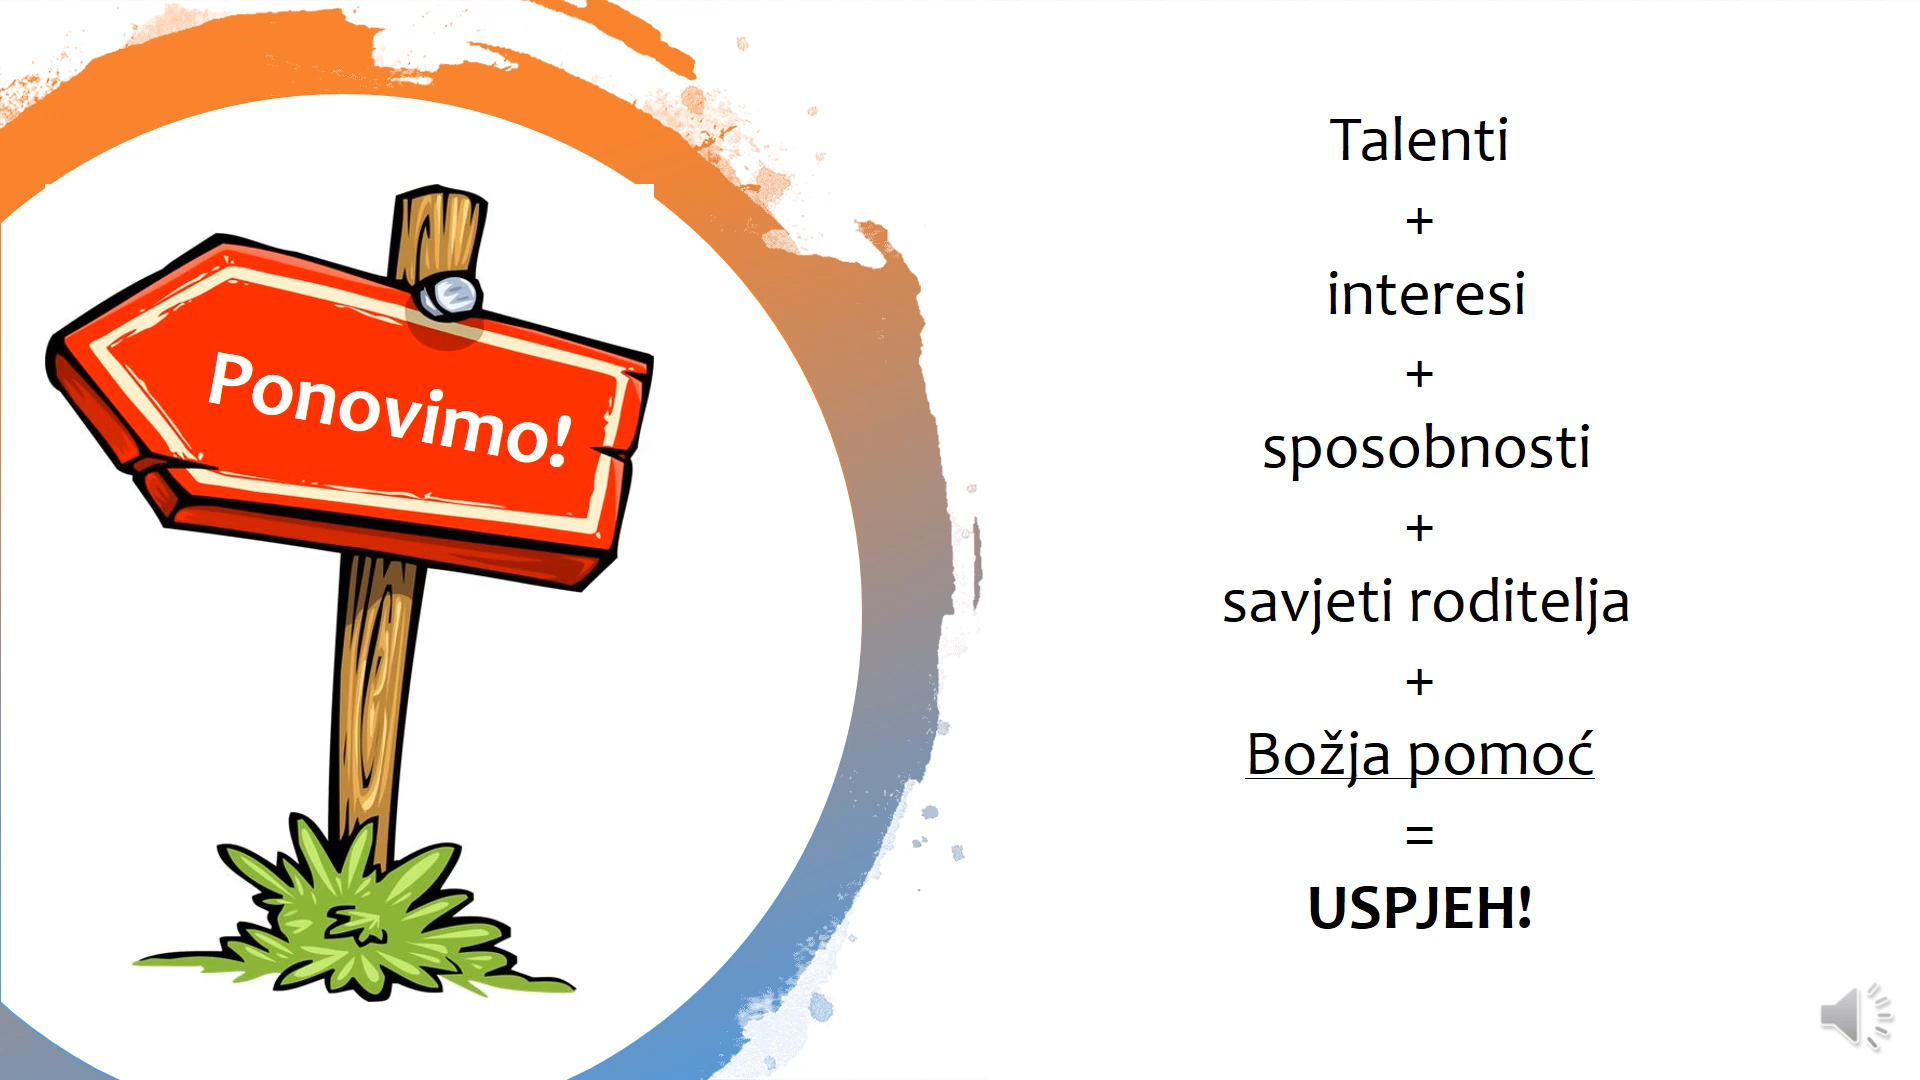 Ponovimo!
Talenti
+
interesi
+
sposobnosti
+
savjeti roditelja
+
Božja pomoć
=
USPJEH!